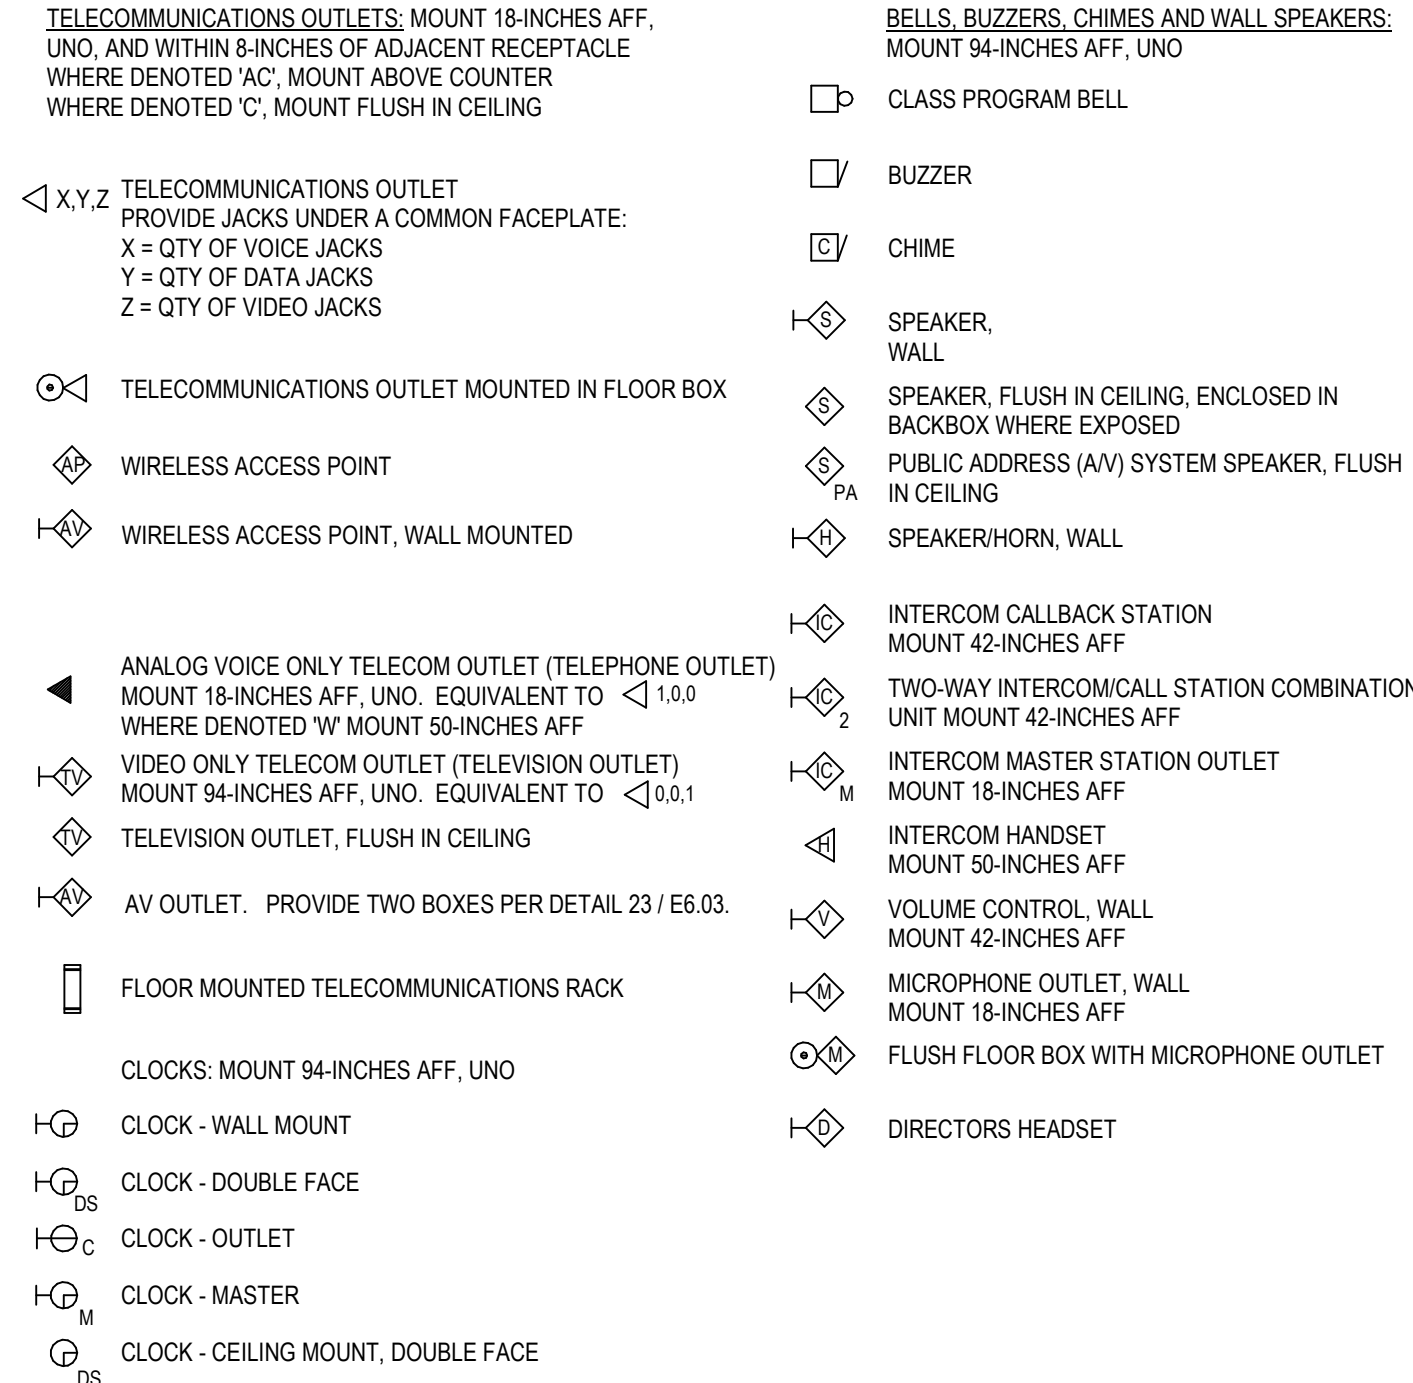 TELECOMMUNICATIONS OUTLETS: MOUNT 18-INCHES AFF,
UNO, AND WITHIN 8-INCHES OF ADJACENT RECEPTACLE
WHERE DENOTED 'AC', MOUNT ABOVE COUNTER
WHERE DENOTED 'C', MOUNT FLUSH IN CEILING
X,Y,Z TELECOMMUNICATIONS OUTLET
PROVIDE JACKS UNDER A COMMON FACEPLATE:
X = QTY OF VOICE JACKS
Y = QTY OF DATA JACKS
Z = QTY OF VIDEO JACKS
TELECOMMUNICATIONS OUTLET MOUNTED IN FLOOR BOX
AP WIRELESS ACCESS POINT
AV WIRELESS ACCESS POINT, WALL MOUNTED
ANALOG VOICE ONLY TELECOM OUTLET (TELEPHONE OUTLET)
MOUNT 18-INCHES AFF, UNO. EQUIVALENT TO 1,0,0
WHERE DENOTED 'W' MOUNT 50-INCHES AFF
TV VIDEO ONLY TELECOM OUTLET (TELEVISION OUTLET)
MOUNT 94-INCHES AFF, UNO. EQUIVALENT TO 0,0,1
TV TELEVISION OUTLET, FLUSH IN CEILING
AV AV OUTLET. PROVIDE TWO BOXES PER DETAIL 23 / E6.03.
FLOOR MOUNTED TELECOMMUNICATIONS RACK
CLOCKS: MOUNT 94-INCHES AFF, UNO
CLOCK - WALL MOUNT
DS CLOCK - DOUBLE FACE
C CLOCK - OUTLET
M CLOCK - MASTER
DS CLOCK - CEILING MOUNT, DOUBLE FACE
BELLS, BUZZERS, CHIMES AND WALL SPEAKERS:
MOUNT 94-INCHES AFF, UNO
CLASS PROGRAM BELL
BUZZER
C CHIME
S SPEAKER,
WALL
S SPEAKER, FLUSH IN CEILING, ENCLOSED IN
BACKBOX WHERE EXPOSED
S PA PUBLIC ADDRESS (A/V) SYSTEM SPEAKER, FLUSH
IN CEILING
H SPEAKER/HORN, WALL
IC INTERCOM CALLBACK STATION
MOUNT 42-INCHES AFF
IC 2 TWO-WAY INTERCOM/CALL STATION COMBINATION
UNIT MOUNT 42-INCHES AFF
IC M INTERCOM MASTER STATION OUTLET
MOUNT 18-INCHES AFF
H INTERCOM HANDSET
MOUNT 50-INCHES AFF
V VOLUME CONTROL, WALL
MOUNT 42-INCHES AFF
M MICROPHONE OUTLET, WALL
MOUNT 18-INCHES AFF
M FLUSH FLOOR BOX WITH MICROPHONE OUTLET
D DIRECTORS HEADSET